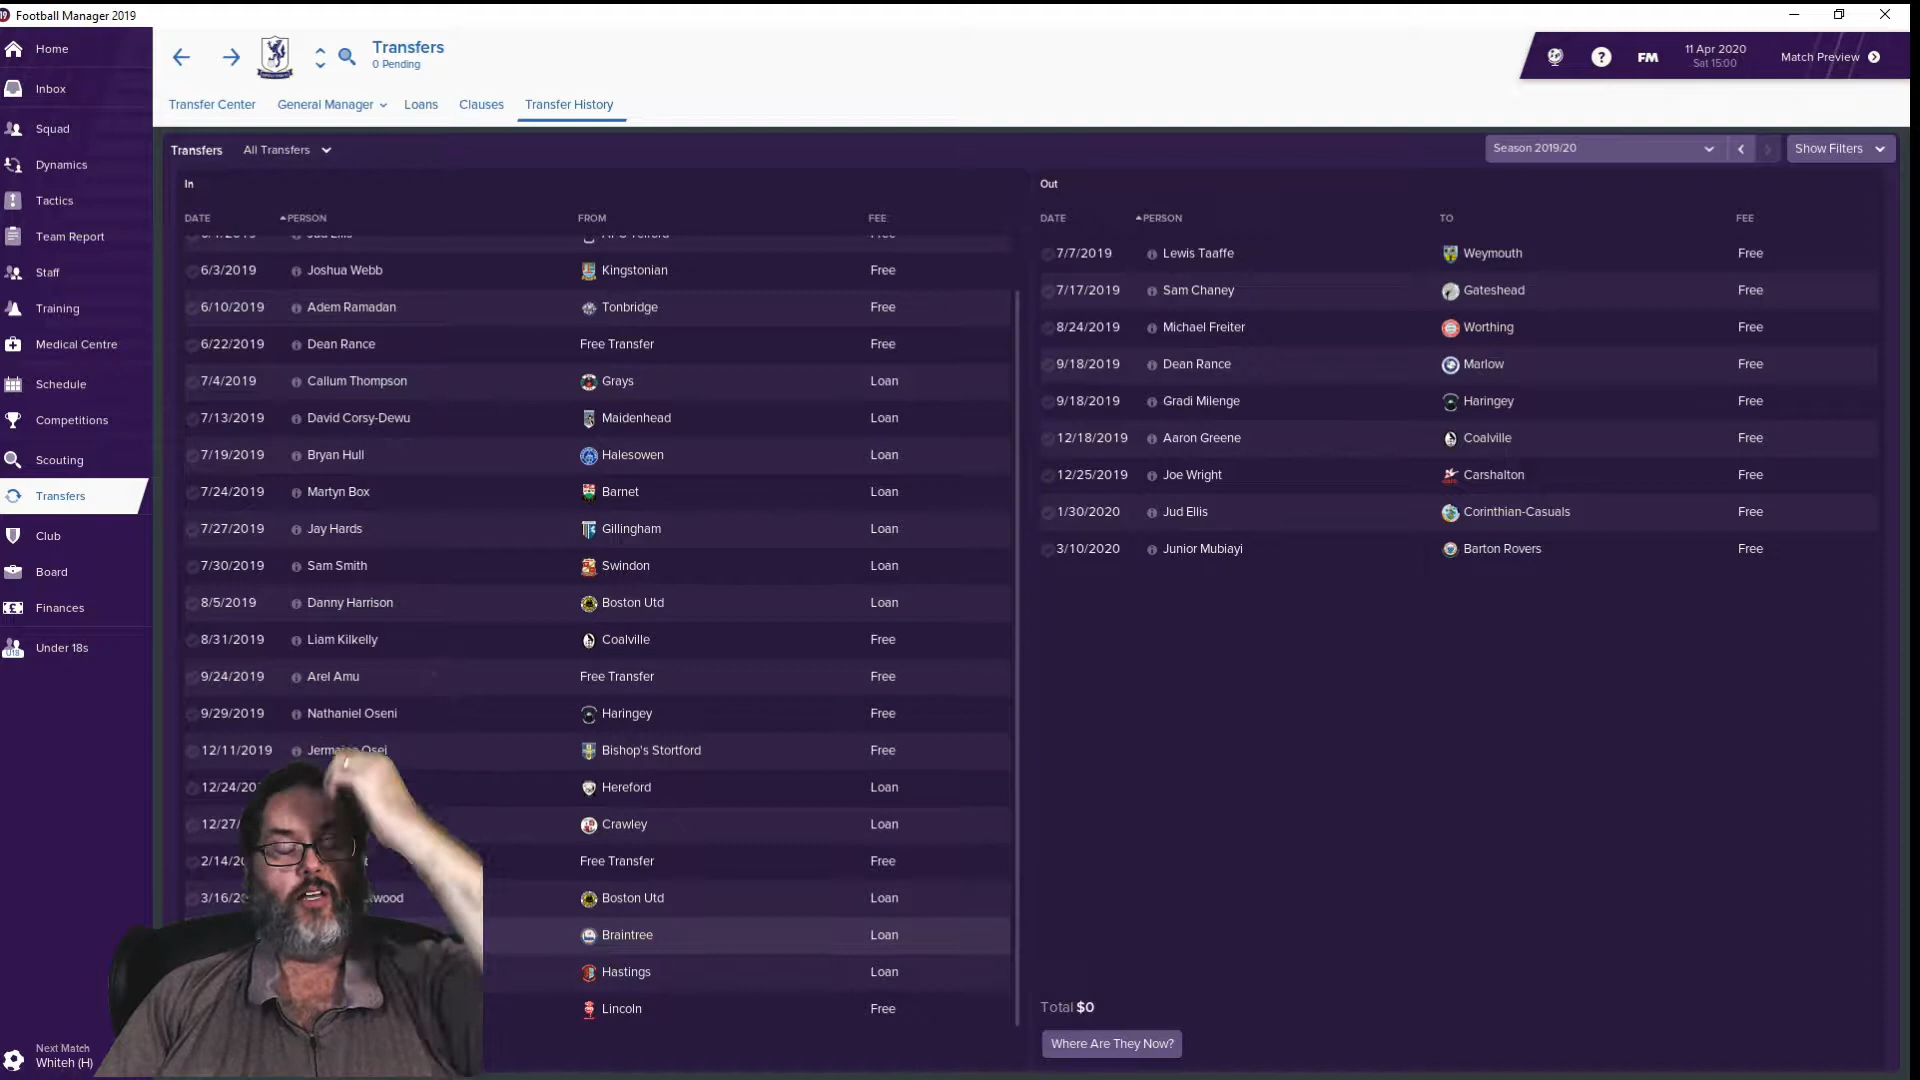 Football Manager 2019
Home
Inbox
Squad
Dynamics
Tactics
Team Report
Staff
Training
Medical Centre
Schedule
Competitions
Scouting
Transfers
Club
Board
Finances
Under 18s
Next Match
Whiteh (H)
Transfers
0 Pending
FM
11 Apr 2020
Sat 15:00
Match Preview
Transfer Center General Manager Loans Clauses Transfer History
Transfers All Transfers
Season 2019/20
Show Filters
In
DATE PERSON FROM FEE
6/3/2019 Joshua Webb Kingstonian Free
6/10/2019 Adem Ramadan Tonbridge Free
6/22/2019 Dean Rance Free Transfer Free
7/4/2019 Callum Thompson Grays Loan
7/13/2019 David Corsy-Dewu Maidenhead Loan
7/19/2019 Bryan Hull Halesowen Loan
7/24/2019 Martyn Box Barnet Loan
7/27/2019 Jay Hards Gillingham Loan
7/30/2019 Sam Smith Swindon Loan
8/5/2019 Danny Harrison Boston Utd Loan
8/31/2019 Liam Kilkelly Coalville Free
9/24/2019 Arel Amu Free Transfer Free
9/29/2019 Nathaniel Oseni Haringey Free
12/11/2019 Osei Bishop's Stortford Free
Hereford Loan
Crawley Loan
Free Transfer Free
Boston Utd Loan
Braintree Loan
Hastings Loan
Lincoln Free
Out
DATE PERSON TO FEE
7/7/2019 Lewis Taaffe Weymouth Free
7/17/2019 Sam Chaney Gateshead Free
8/24/2019 Michael Freiter Worthing Free
9/18/2019 Dean Rance Marlow Free
9/18/2019 Gradi Milenge Haringey Free
12/18/2019 Aaron Greene Coalville Free
12/25/2019 Joe Wright Carshalton Free
1/30/2020 Jud Ellis Corinthian-Casuals Free
3/10/2020 Junior Mubiayi Barton Rovers Free
Total $0
Where Are They Now?